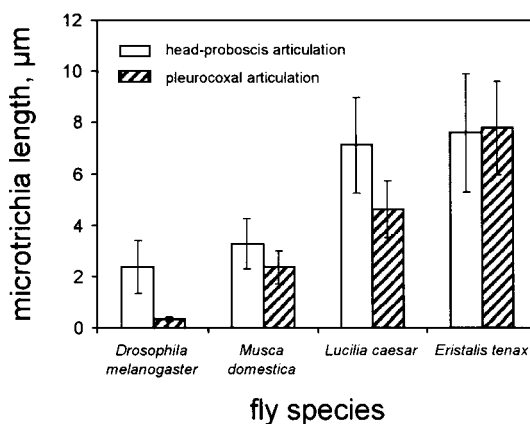 microtrichia length, µm
12
10
8
6
4
2
0
head-proboscis articulation
pleurocoxal articulation
Drosophila melanogaster
Musca domestica
Lucilia caesar
Eristalis tenax
fly species